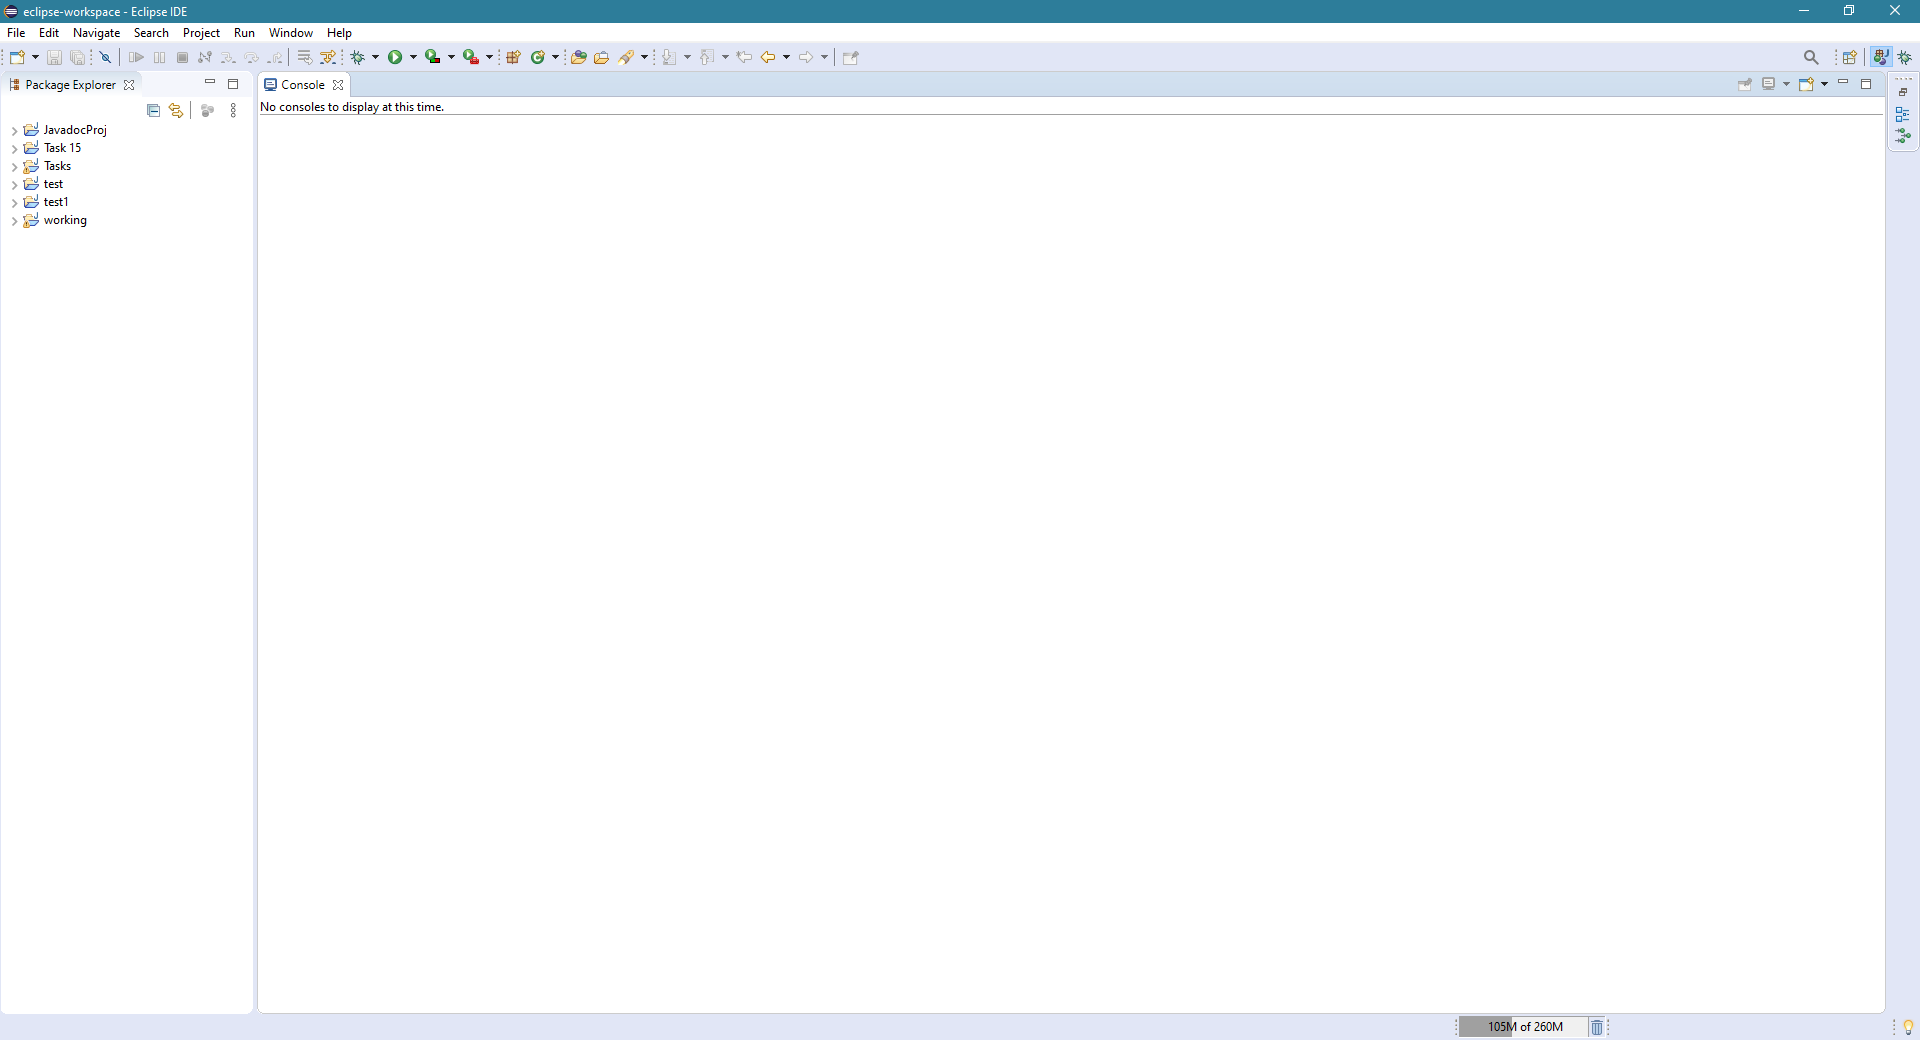 eclipse-workspace - Eclipse IDE
File Edit Navigate Search Project Run Window Help
Package Explorer
Console
No consoles to display at this time.
JavadocProj
Task 15
Tasks
test
test1
working
105M of 260M